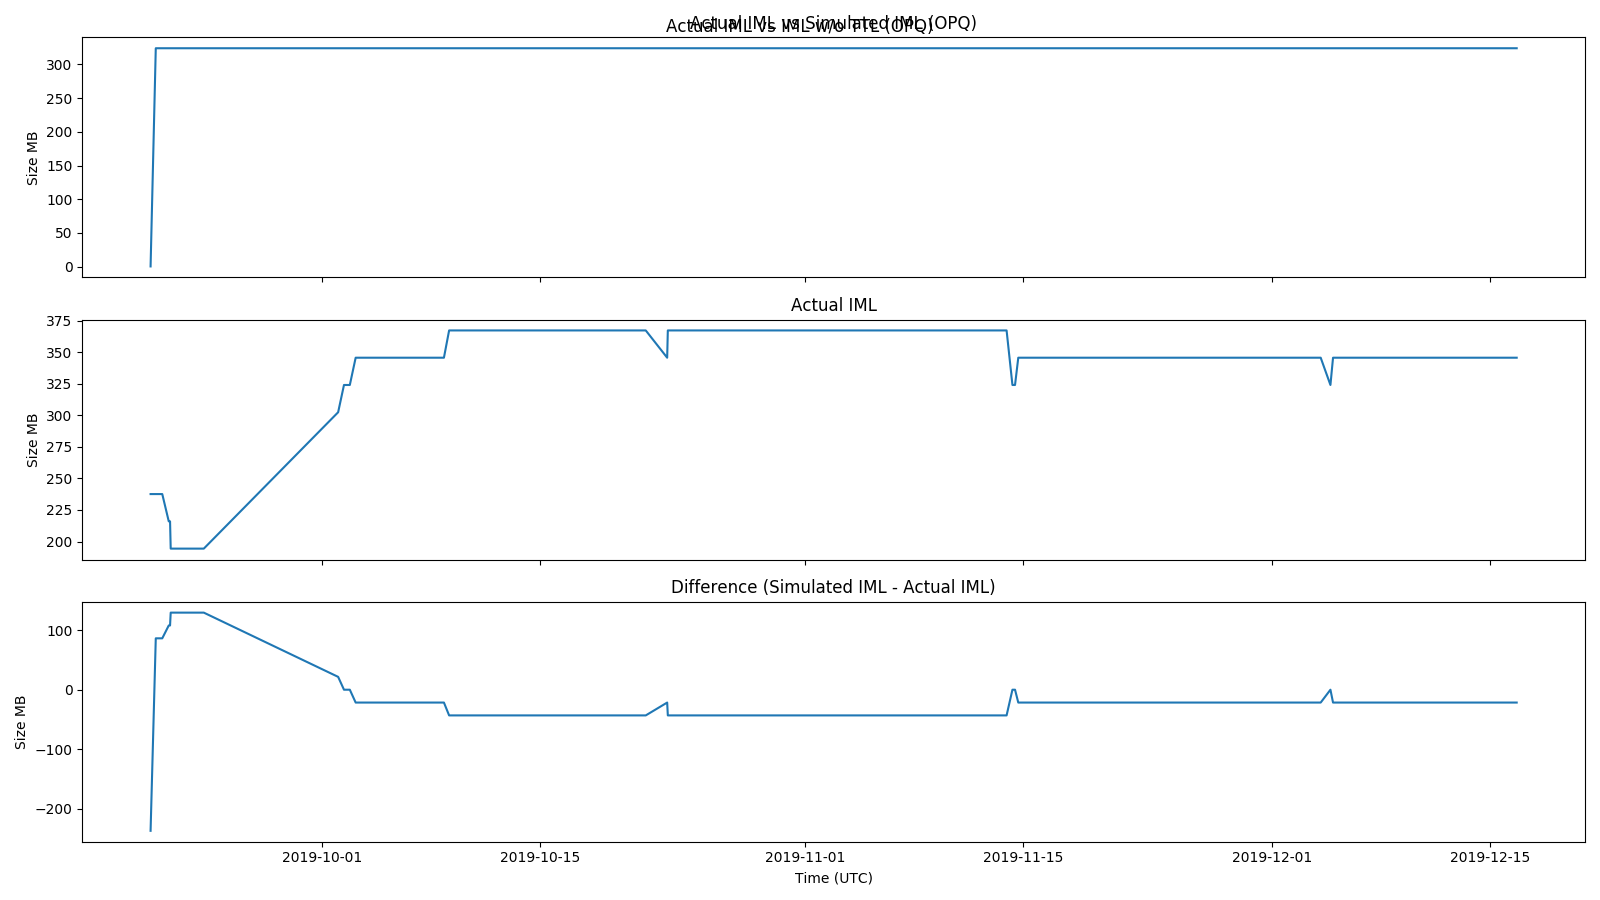 Actual IML vs Simulated IML (OPQ)
Actual IML vs IML w/o TTL (OPQ)
300
250
200
150
100
50
0
Size MB
Actual IML
375
350
325
300
275
250
225
200
Size MB
Difference (Simulated IML - Actual IML)
100
0
−100
−200
Size MB
2019-10-01 2019-10-15 2019-11-01 2019-11-15 2019-12-01 2019-12-15
Time (UTC)